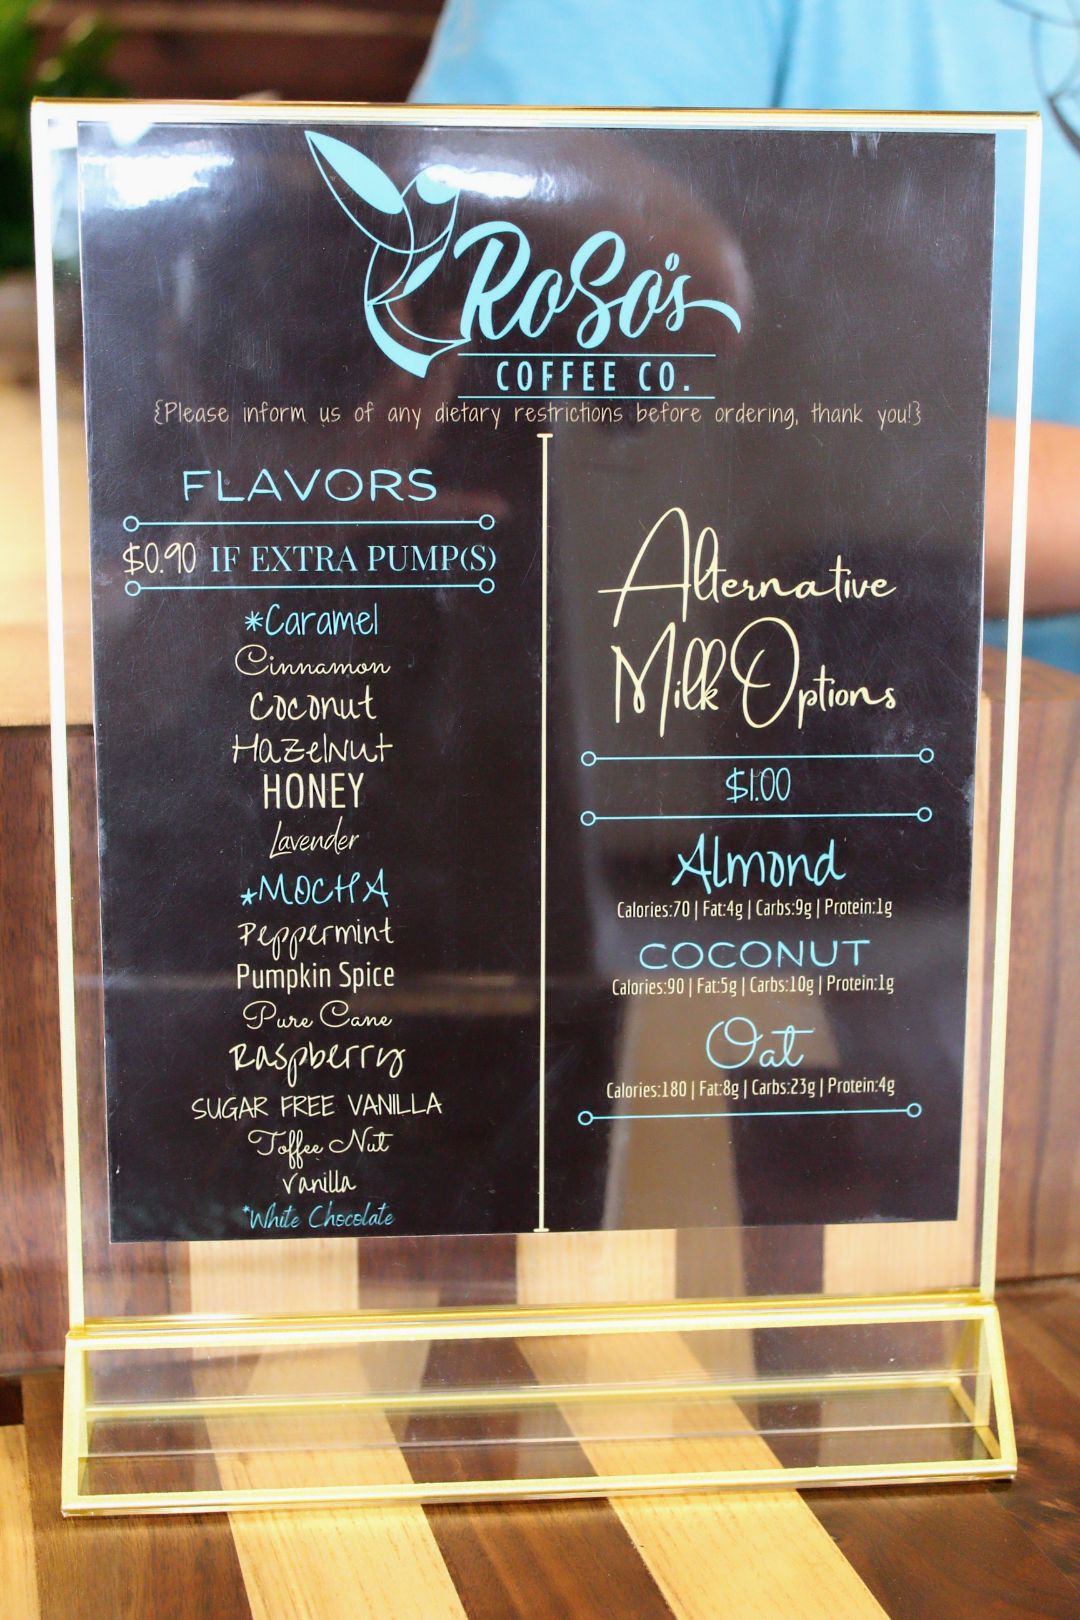 RoSo's
COFFEE CO.
{Please inform us of any dietary restrictions before ordering, thank you!}
FLAVORS
$0.90 IF EXTRA PUMP(S)
*Caramel
Cinnamon
Coconut
Hazelnut
HONEY
Lavender
*MOCHA
Peppermint
Pumpkin Spice
Pure Cane
Raspberry
SUGAR FREE VANILLA
Toffee Nut
Vanilla
*White Chocolate
Alternative
Milk Options
$1.00
Almond
Calories:70 | Fat:4g | Carbs:9g | Protein:1g
COCONUT
Calories:90 | Fat:5g | Carbs:10g | Protein:1g
Oat
Calories:180 | Fat:8g | Carbs:23g | Protein:4g